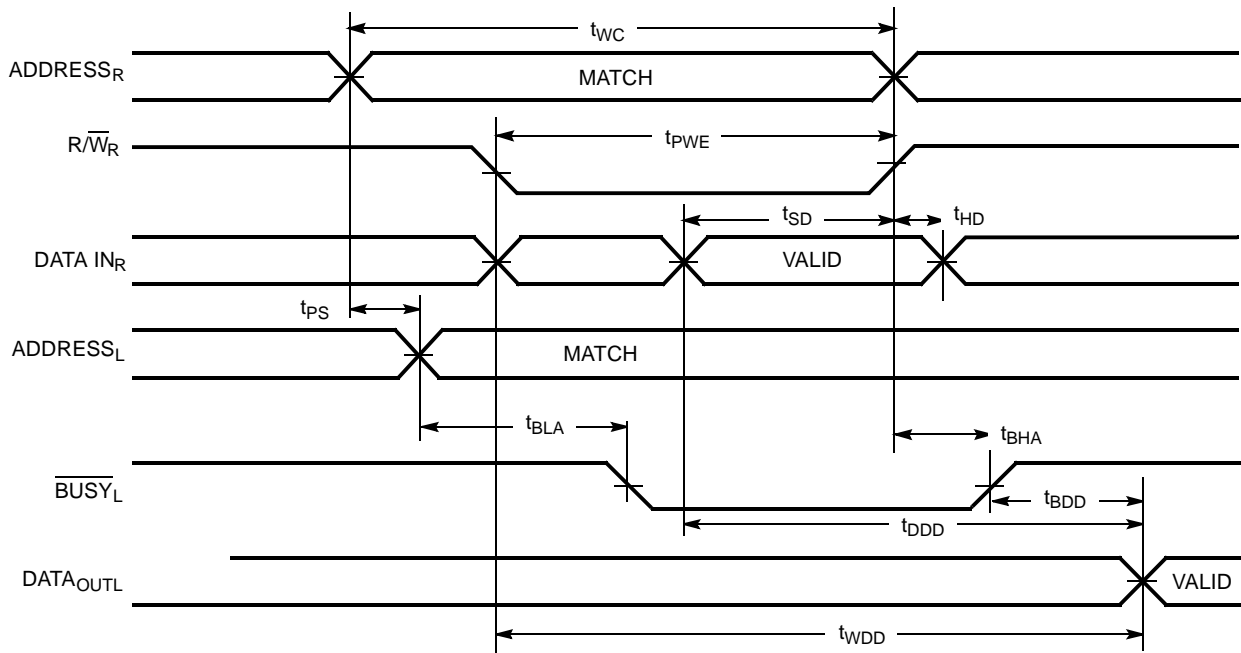 tWC
ADDRESSR
MATCH
R/W̅R
tPWE
tSD
tHD
DATA INR
VALID
tPS
ADDRESSL
MATCH
tBLA
tBHA
B̅U̅S̅Y̅L
tBDD
tDDD
DATAOUTL
VALID
tWDD